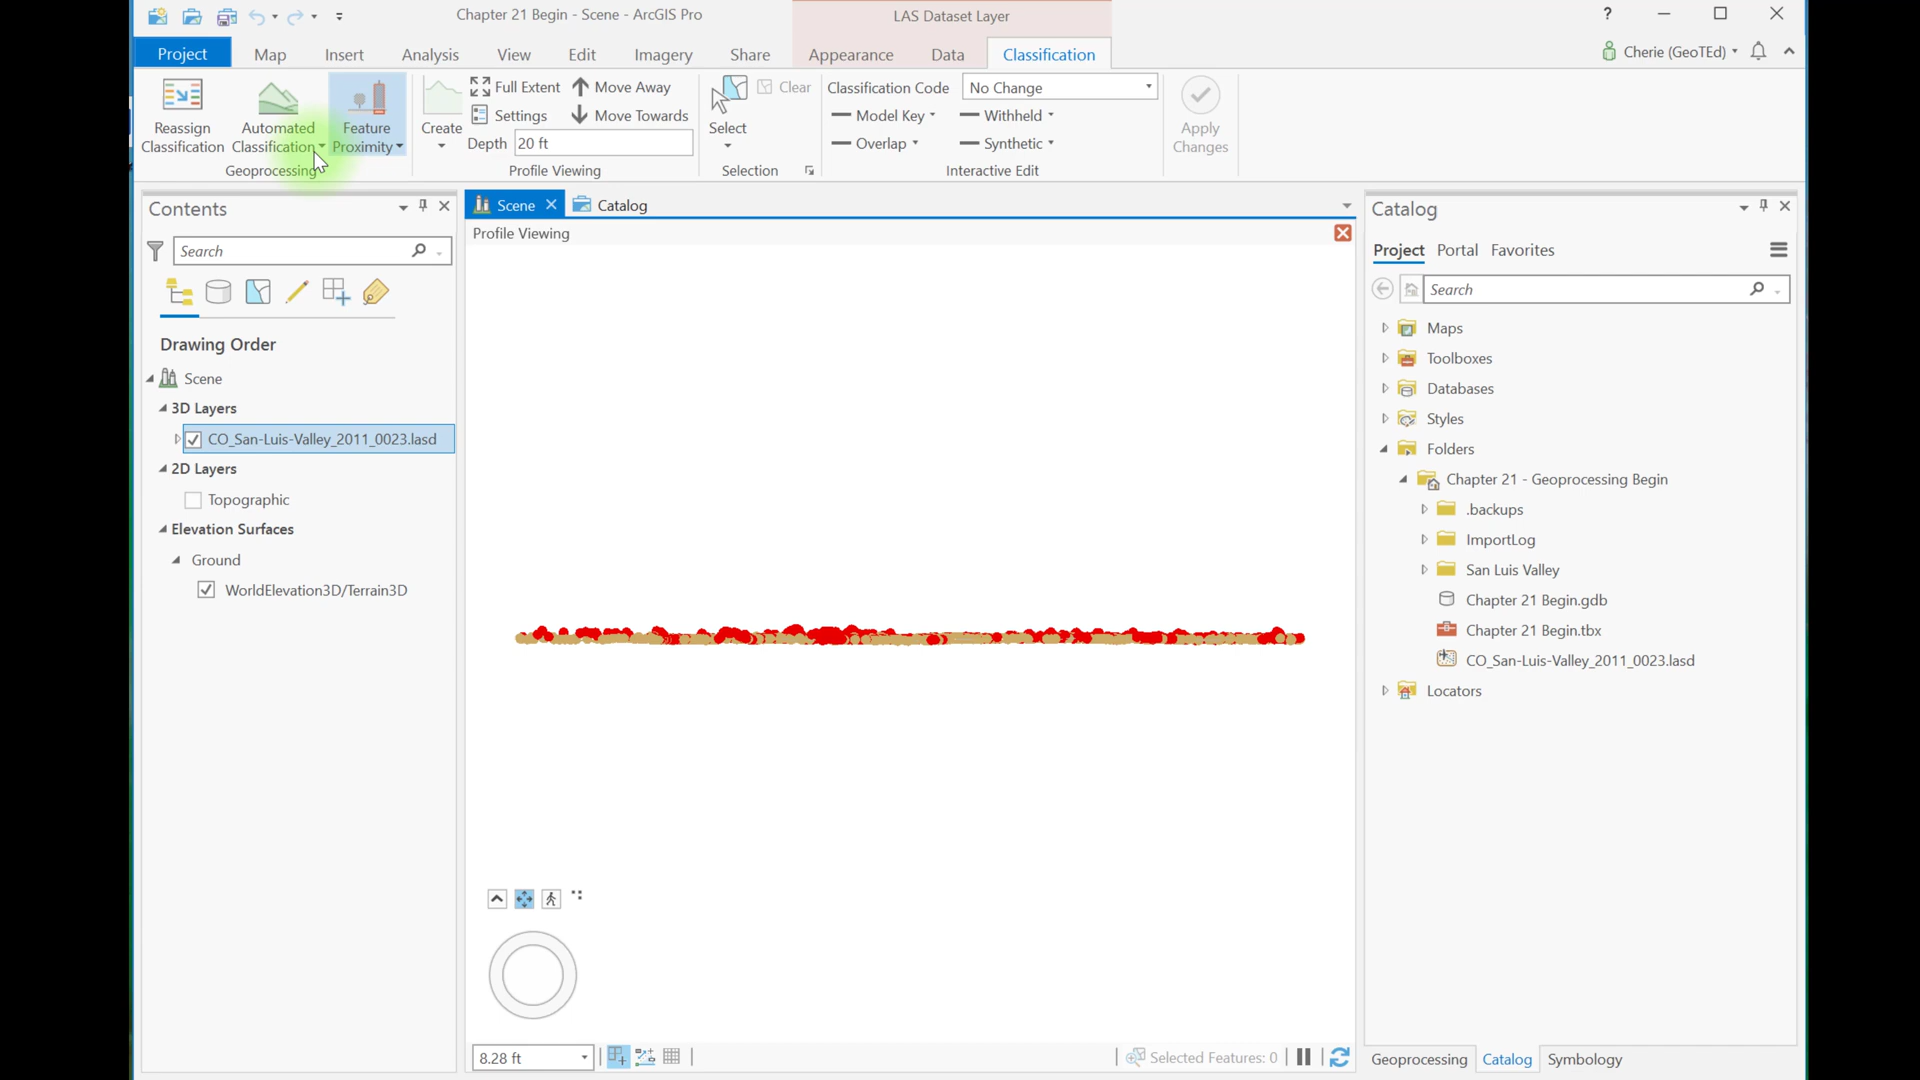 Chapter 21 Begin - Scene - ArcGIS Pro
LAS Dataset Layer
?
Project
Map
Insert
Analysis
View
Edit
Imagery
Share
Appearance
Data
Classification
Cherie (GeoTEd)
Reassign
Classification
Automated
Classification
Feature
Proximity
Geoprocessing
Create
Full Extent
Settings
Depth
20 ft
Move Away
Move Towards
Profile Viewing
Select
Clear
Selection
Classification Code
No Change
Model Key
Withheld
Overlap
Synthetic
Interactive Edit
Apply
Changes
Contents
Search
Drawing Order
Scene
3D Layers
CO_San-Luis-Valley_2011_0023.lasd
2D Layers
Topographic
Elevation Surfaces
Ground
WorldElevation3D/Terrain3D
Scene
Catalog
Profile Viewing
8.28 ft
Selected Features: 0
Catalog
Project
Portal
Favorites
Search
Maps
Toolboxes
Databases
Styles
Folders
Chapter 21 - Geoprocessing Begin
.backups
ImportLog
San Luis Valley
Chapter 21 Begin.gdb
Chapter 21 Begin.tbx
CO_San-Luis-Valley_2011_0023.lasd
Locators
Geoprocessing
Catalog
Symbology